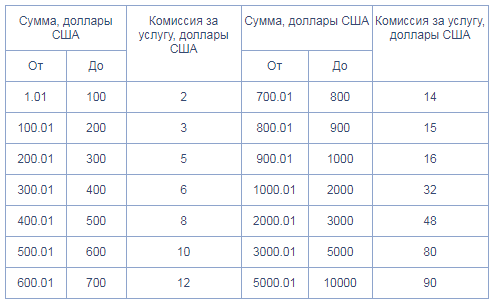 Сумма, доллары США	Комиссия за услугу, доллары США	Сумма, доллары США	Комиссия за услугу, доллары США
От	До	От	До
1.01	100	2	700.01	800	14
100.01	200	3	800.01	900	15
200.01	300	5	900.01	1000	16
300.01	400	6	1000.01	2000	32
400.01	500	8	2000.01	3000	48
500.01	600	10	3000.01	5000	80
600.01	700	12	5000.01	10000	90